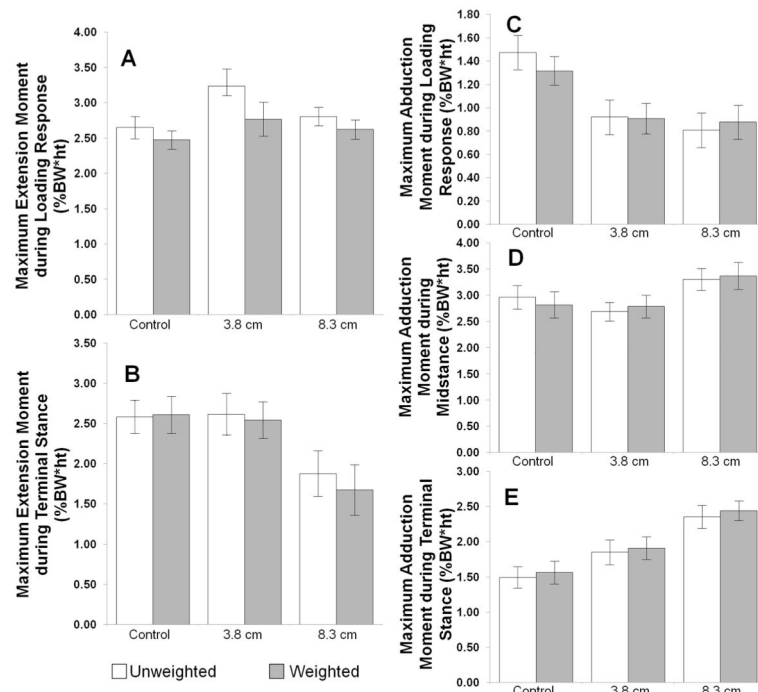 A
Maximum Extension Moment
during Loading Response
(%BW*ht)
4.00
3.50
3.00
2.50
2.00
1.50
1.00
0.50
0.00
Control 3.8 cm 8.3 cm
B
Maximum Extension Moment
during Terminal Stance
(%BW*ht)
3.50
3.00
2.50
2.00
1.50
1.00
0.50
0.00
Control 3.8 cm 8.3 cm
Unweighted Weighted
C
Maximum Abduction
Moment during Loading
Response (%BW*ht)
1.80
1.60
1.40
1.20
1.00
0.80
0.60
0.40
0.20
0.00
Control 3.8 cm 8.3 cm
D
Maximum Adduction
Moment during
Midstance (%BW*ht)
4.00
3.50
3.00
2.50
2.00
1.50
1.00
0.50
0.00
Control 3.8 cm 8.3 cm
E
Maximum Adduction
Moment during Terminal
Stance (%BW*ht)
3.00
2.50
2.00
1.50
1.00
0.50
0.00
Control 3.8 cm 8.3 cm